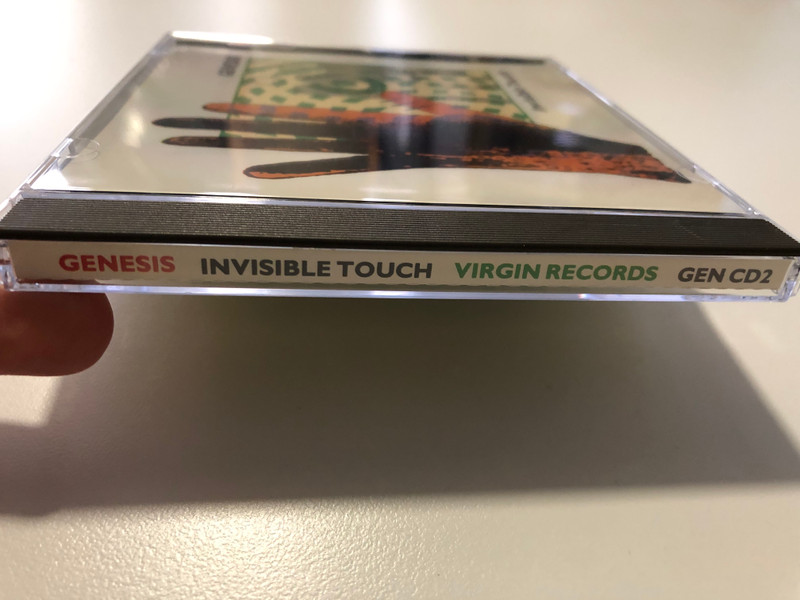 GENESIS INVISIBLE TOUCH VIRGIN RECORDS GEN CD2